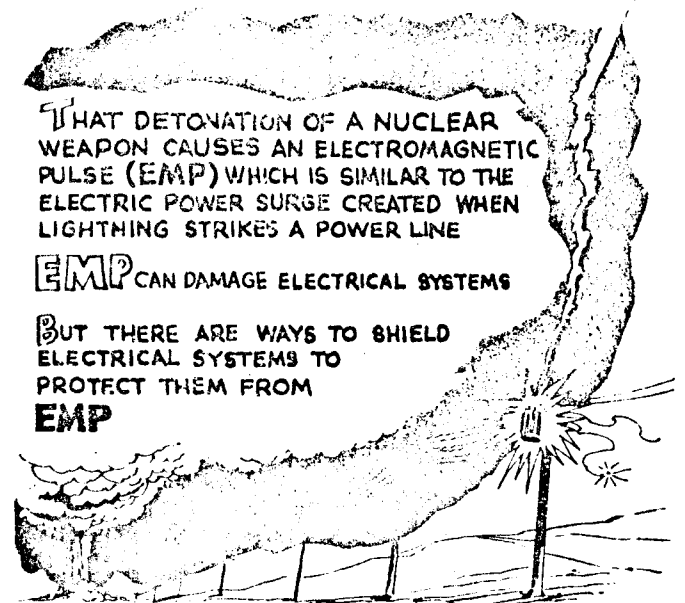 THAT DETONATION OF A NUCLEAR
WEAPON CAUSES AN ELECTROMAGNETIC
PULSE (EMP) WHICH IS SIMILAR TO THE
ELECTRIC POWER SURGE CREATED WHEN
LIGHTNING STRIKES A POWER LINE
EMP CAN DAMAGE ELECTRICAL SYSTEMS
BUT THERE ARE WAYS TO SHIELD
ELECTRICAL SYSTEMS TO
PROTECT THEM FROM
EMP